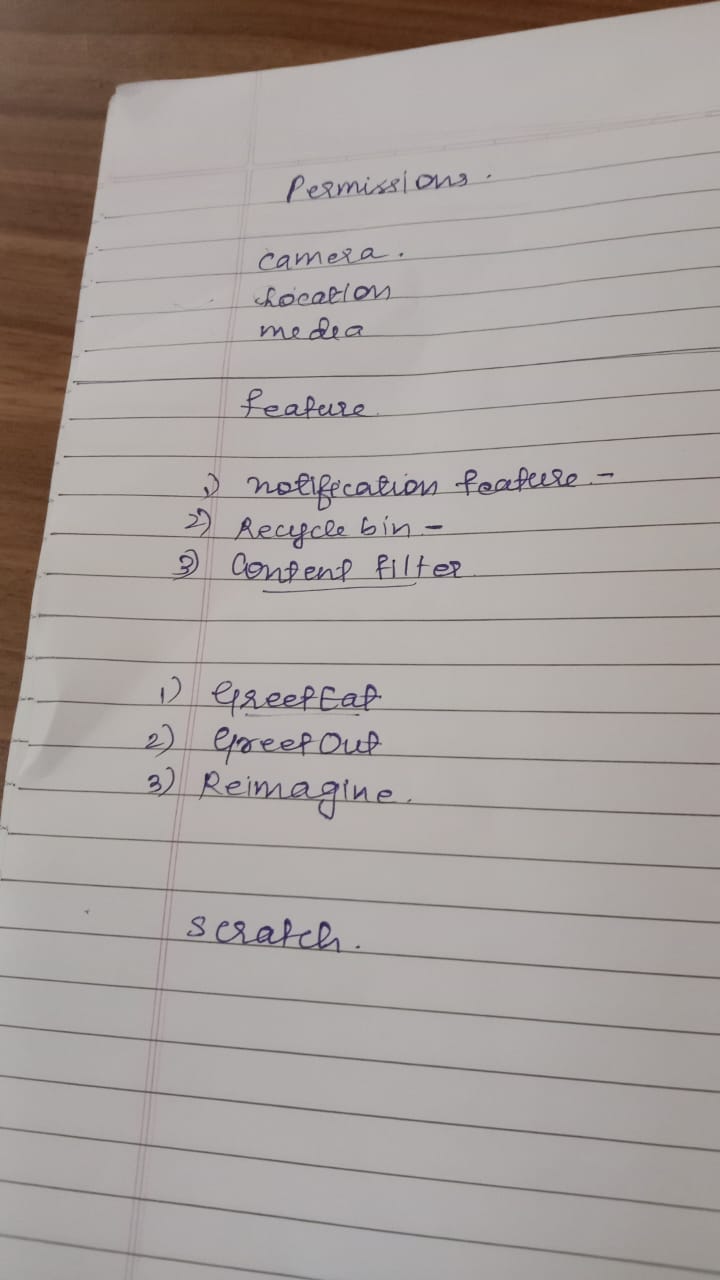 Permissions.
camera.
Location
media
feature
1) notification feature -
2) Recycle bin -
3) Content filter
1) GreetEat
2) GreetOut
3) Reimagine.
scratch.